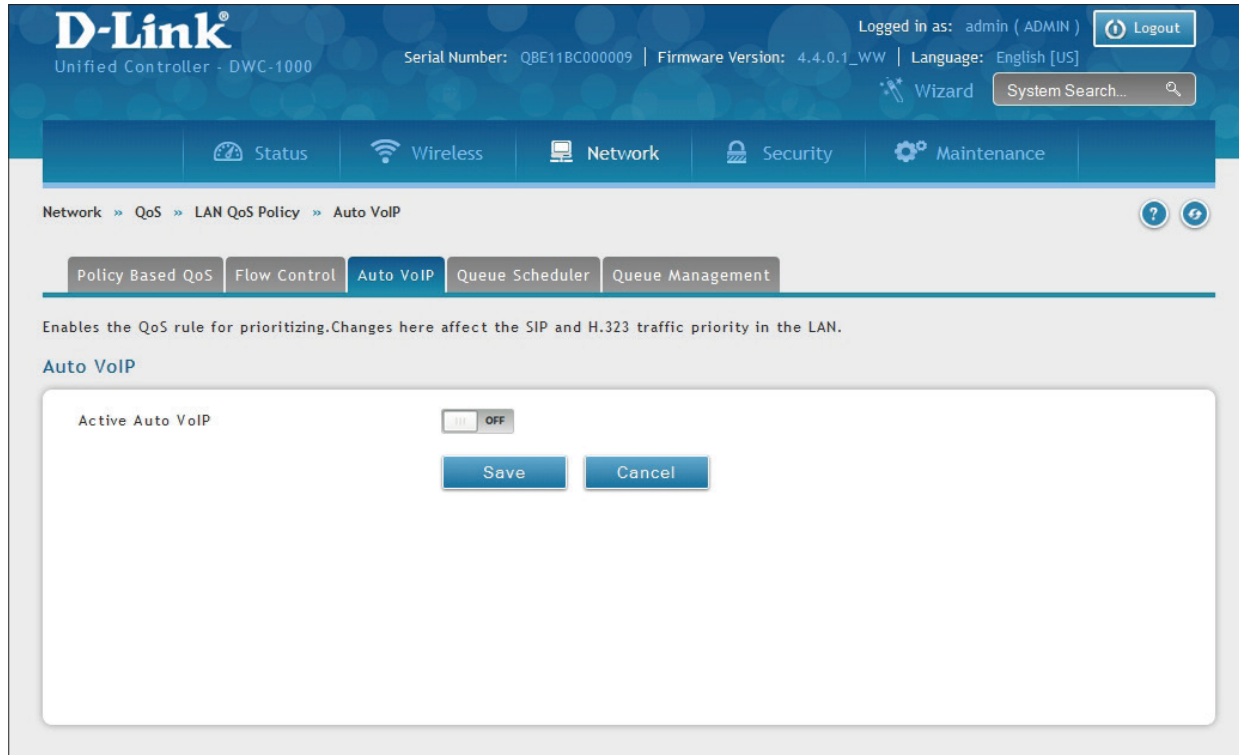 D-Link®
Unified Controller - DWC-1000
Logged in as: admin ( ADMIN ) Logout
Serial Number: QBE11BC000009 | Firmware Version: 4.4.0.1_WW | Language: English [US]
Wizard System Search...
Status Wireless Network Security Maintenance
Network » QoS » LAN QoS Policy » Auto VoIP ?
Policy Based QoS Flow Control Auto VoIP Queue Scheduler Queue Management
Enables the QoS rule for prioritizing.Changes here affect the SIP and H.323 traffic priority in the LAN.
Auto VoIP
Active Auto VoIP OFF
Save Cancel